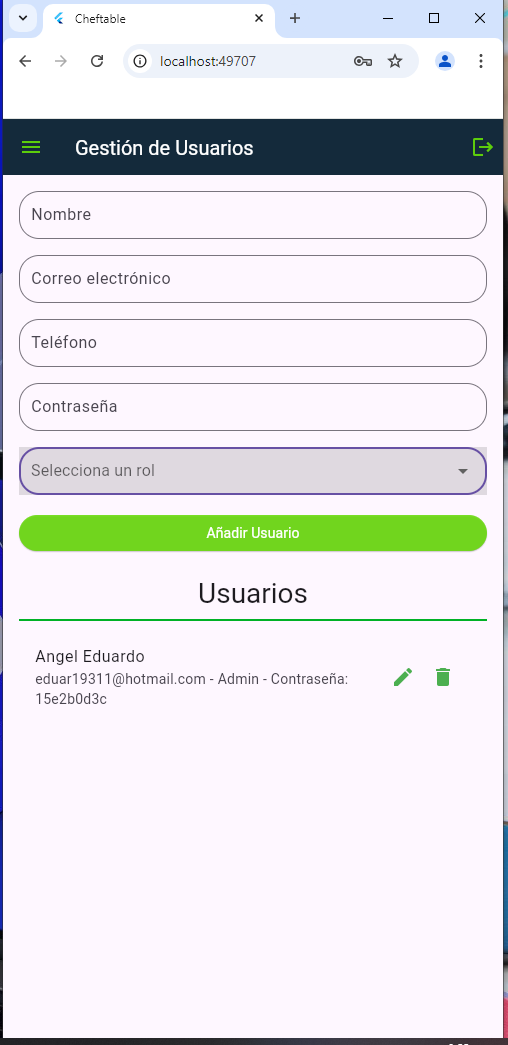 Cheftable
localhost:49707
Gestión de Usuarios
Nombre
Correo electrónico
Teléfono
Contraseña
Selecciona un rol
Añadir Usuario
Usuarios
Angel Eduardo
eduar19311@hotmail.com - Admin - Contraseña:
15e2b0d3c